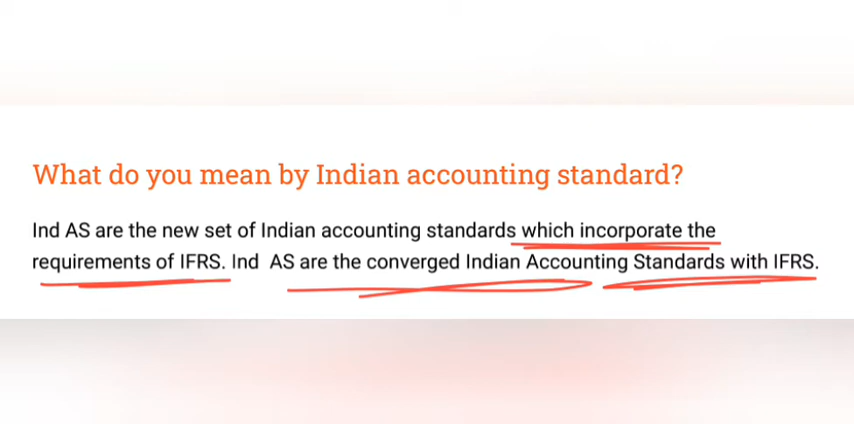 What do you mean by Indian accounting standard?
Ind AS are the new set of Indian accounting standards which incorporate the
requirements of IFRS. Ind AS are the converged Indian Accounting Standards with IFRS.